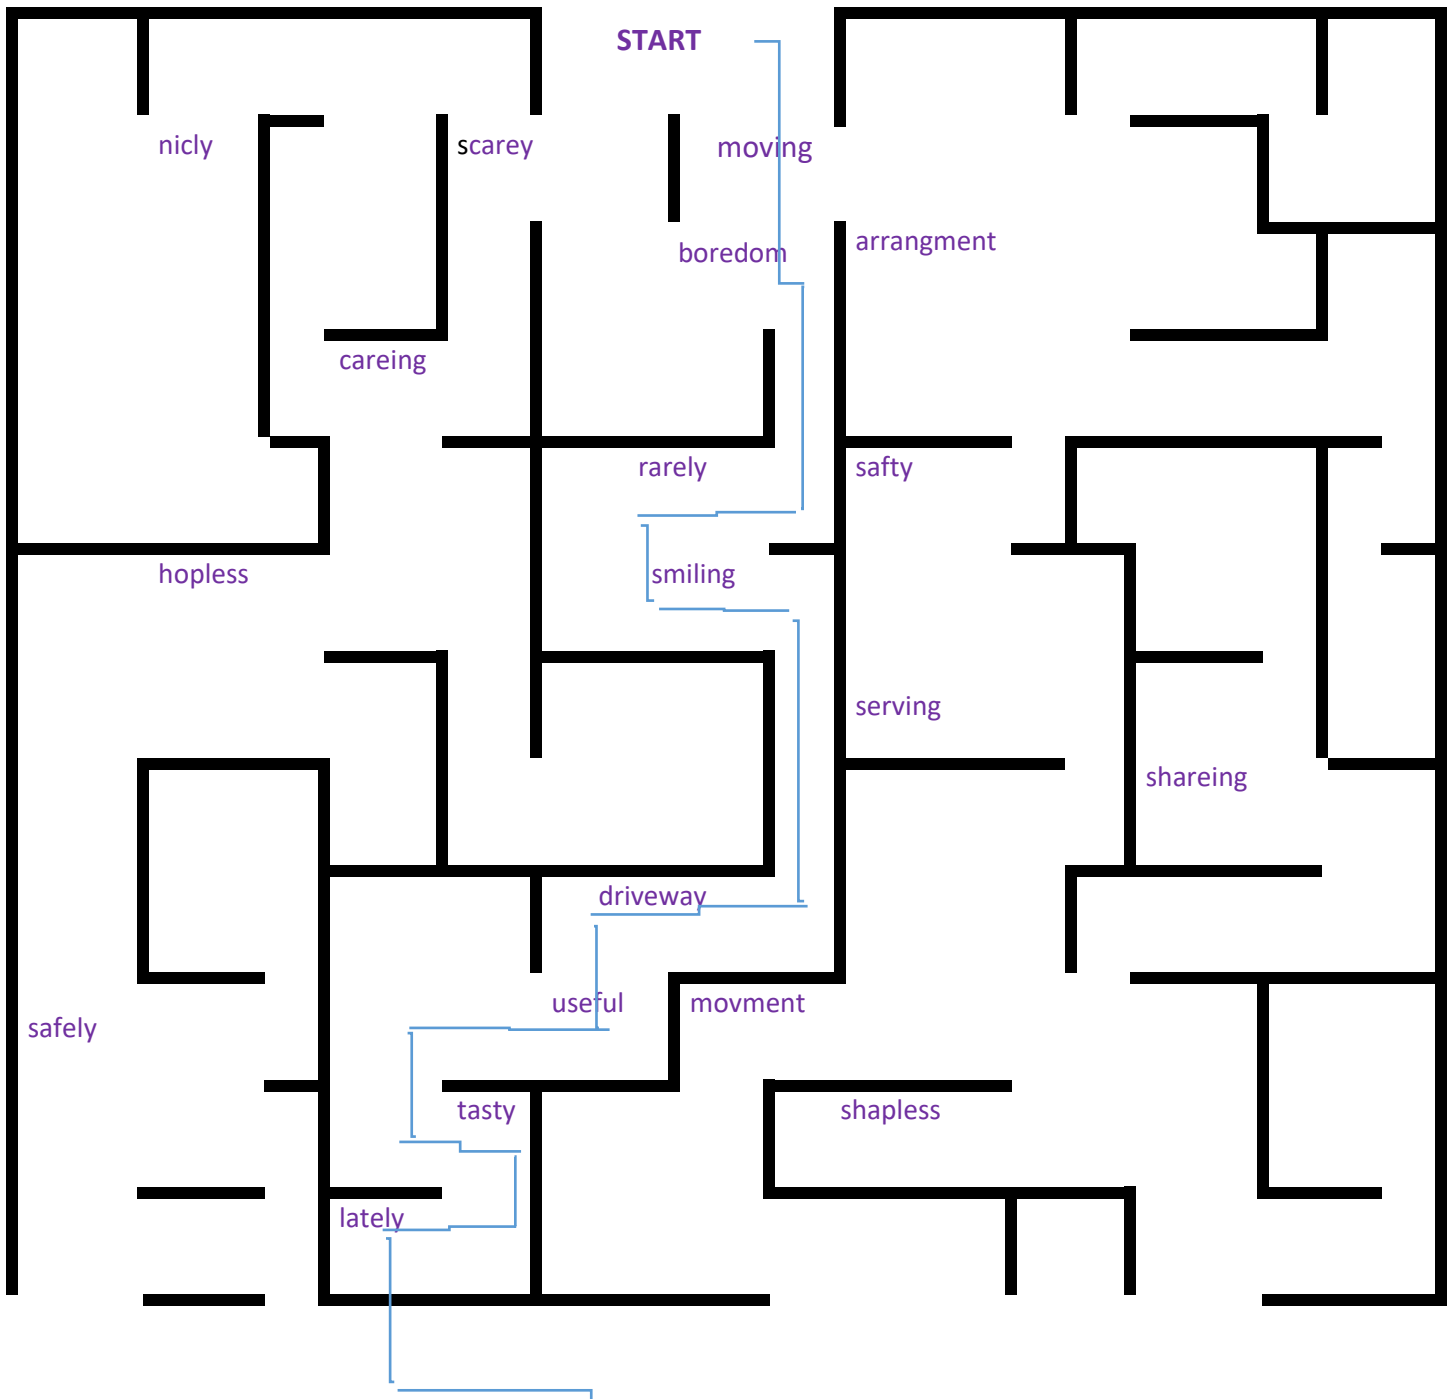 START
nicly
scarey
moving
arrangment
boredom
careing
rarely
safty
hopless
smiling
serving
shareing
driveway
useful
movment
safely
tasty
shapless
lately